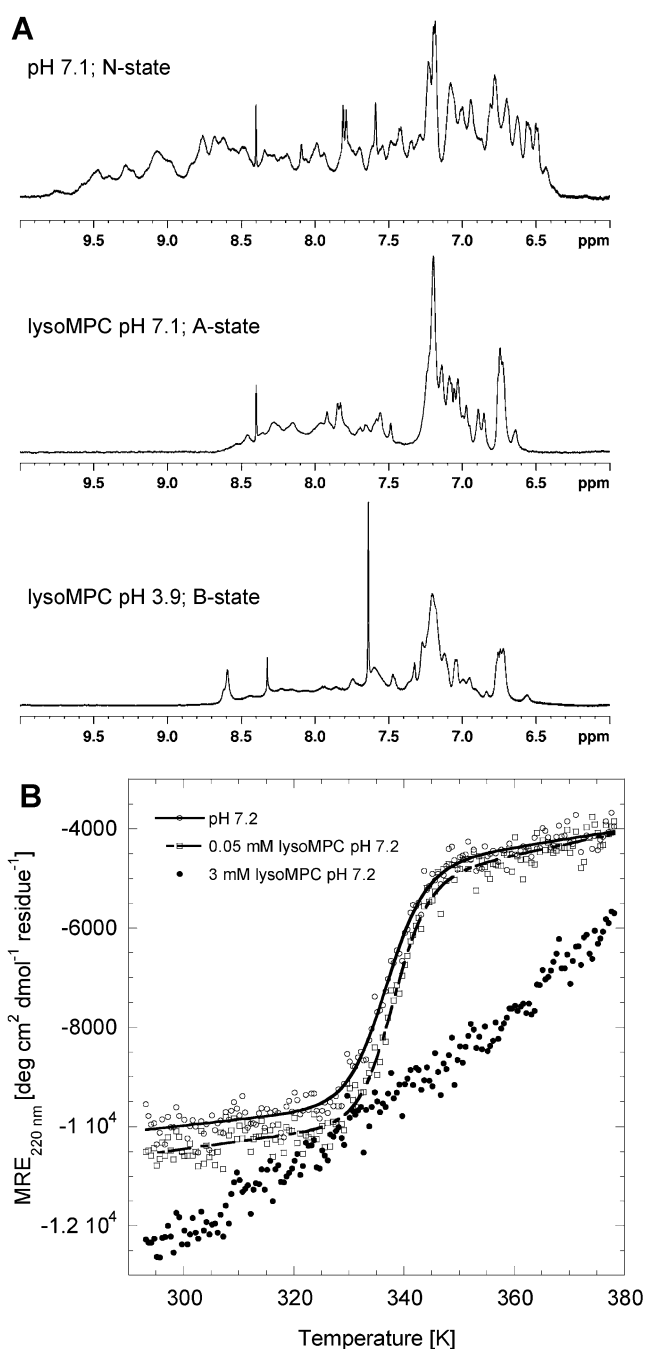 A
pH 7.1; N-state
9.5 9.0 8.5 8.0 7.5 7.0 6.5 ppm
lysoMPC pH 7.1; A-state
9.5 9.0 8.5 8.0 7.5 7.0 6.5 ppm
lysoMPC pH 3.9; B-state
9.5 9.0 8.5 8.0 7.5 7.0 6.5 ppm
B
pH 7.2
0.05 mM lysoMPC pH 7.2
3 mM lysoMPC pH 7.2
-4000
-6000
-8000
-1 10⁴
-1.2 10⁴
MRE₂₂₀ ₙₘ [deg cm² dmol⁻¹ residue⁻¹]
300 320 340 360 380
Temperature [K]